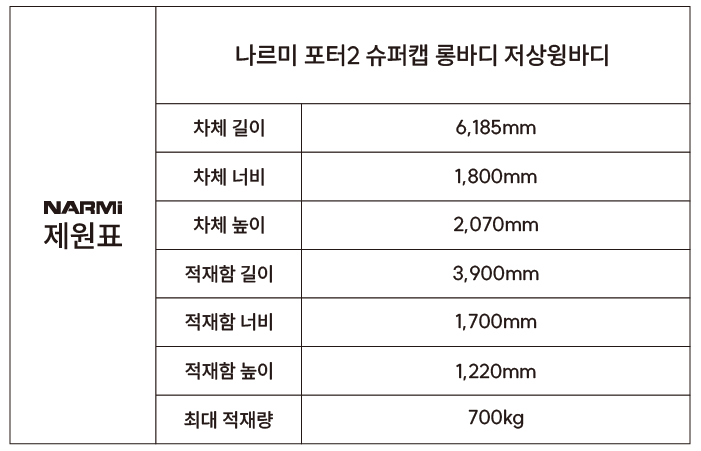 나르미 포터2 슈퍼캡 롱바디 저상윙바디
NARMi
제원표
차체 길이 6,185mm
차체 너비 1,800mm
차체 높이 2,070mm
적재함 길이 3,900mm
적재함 너비 1,700mm
적재함 높이 1,220mm
최대 적재량 700kg